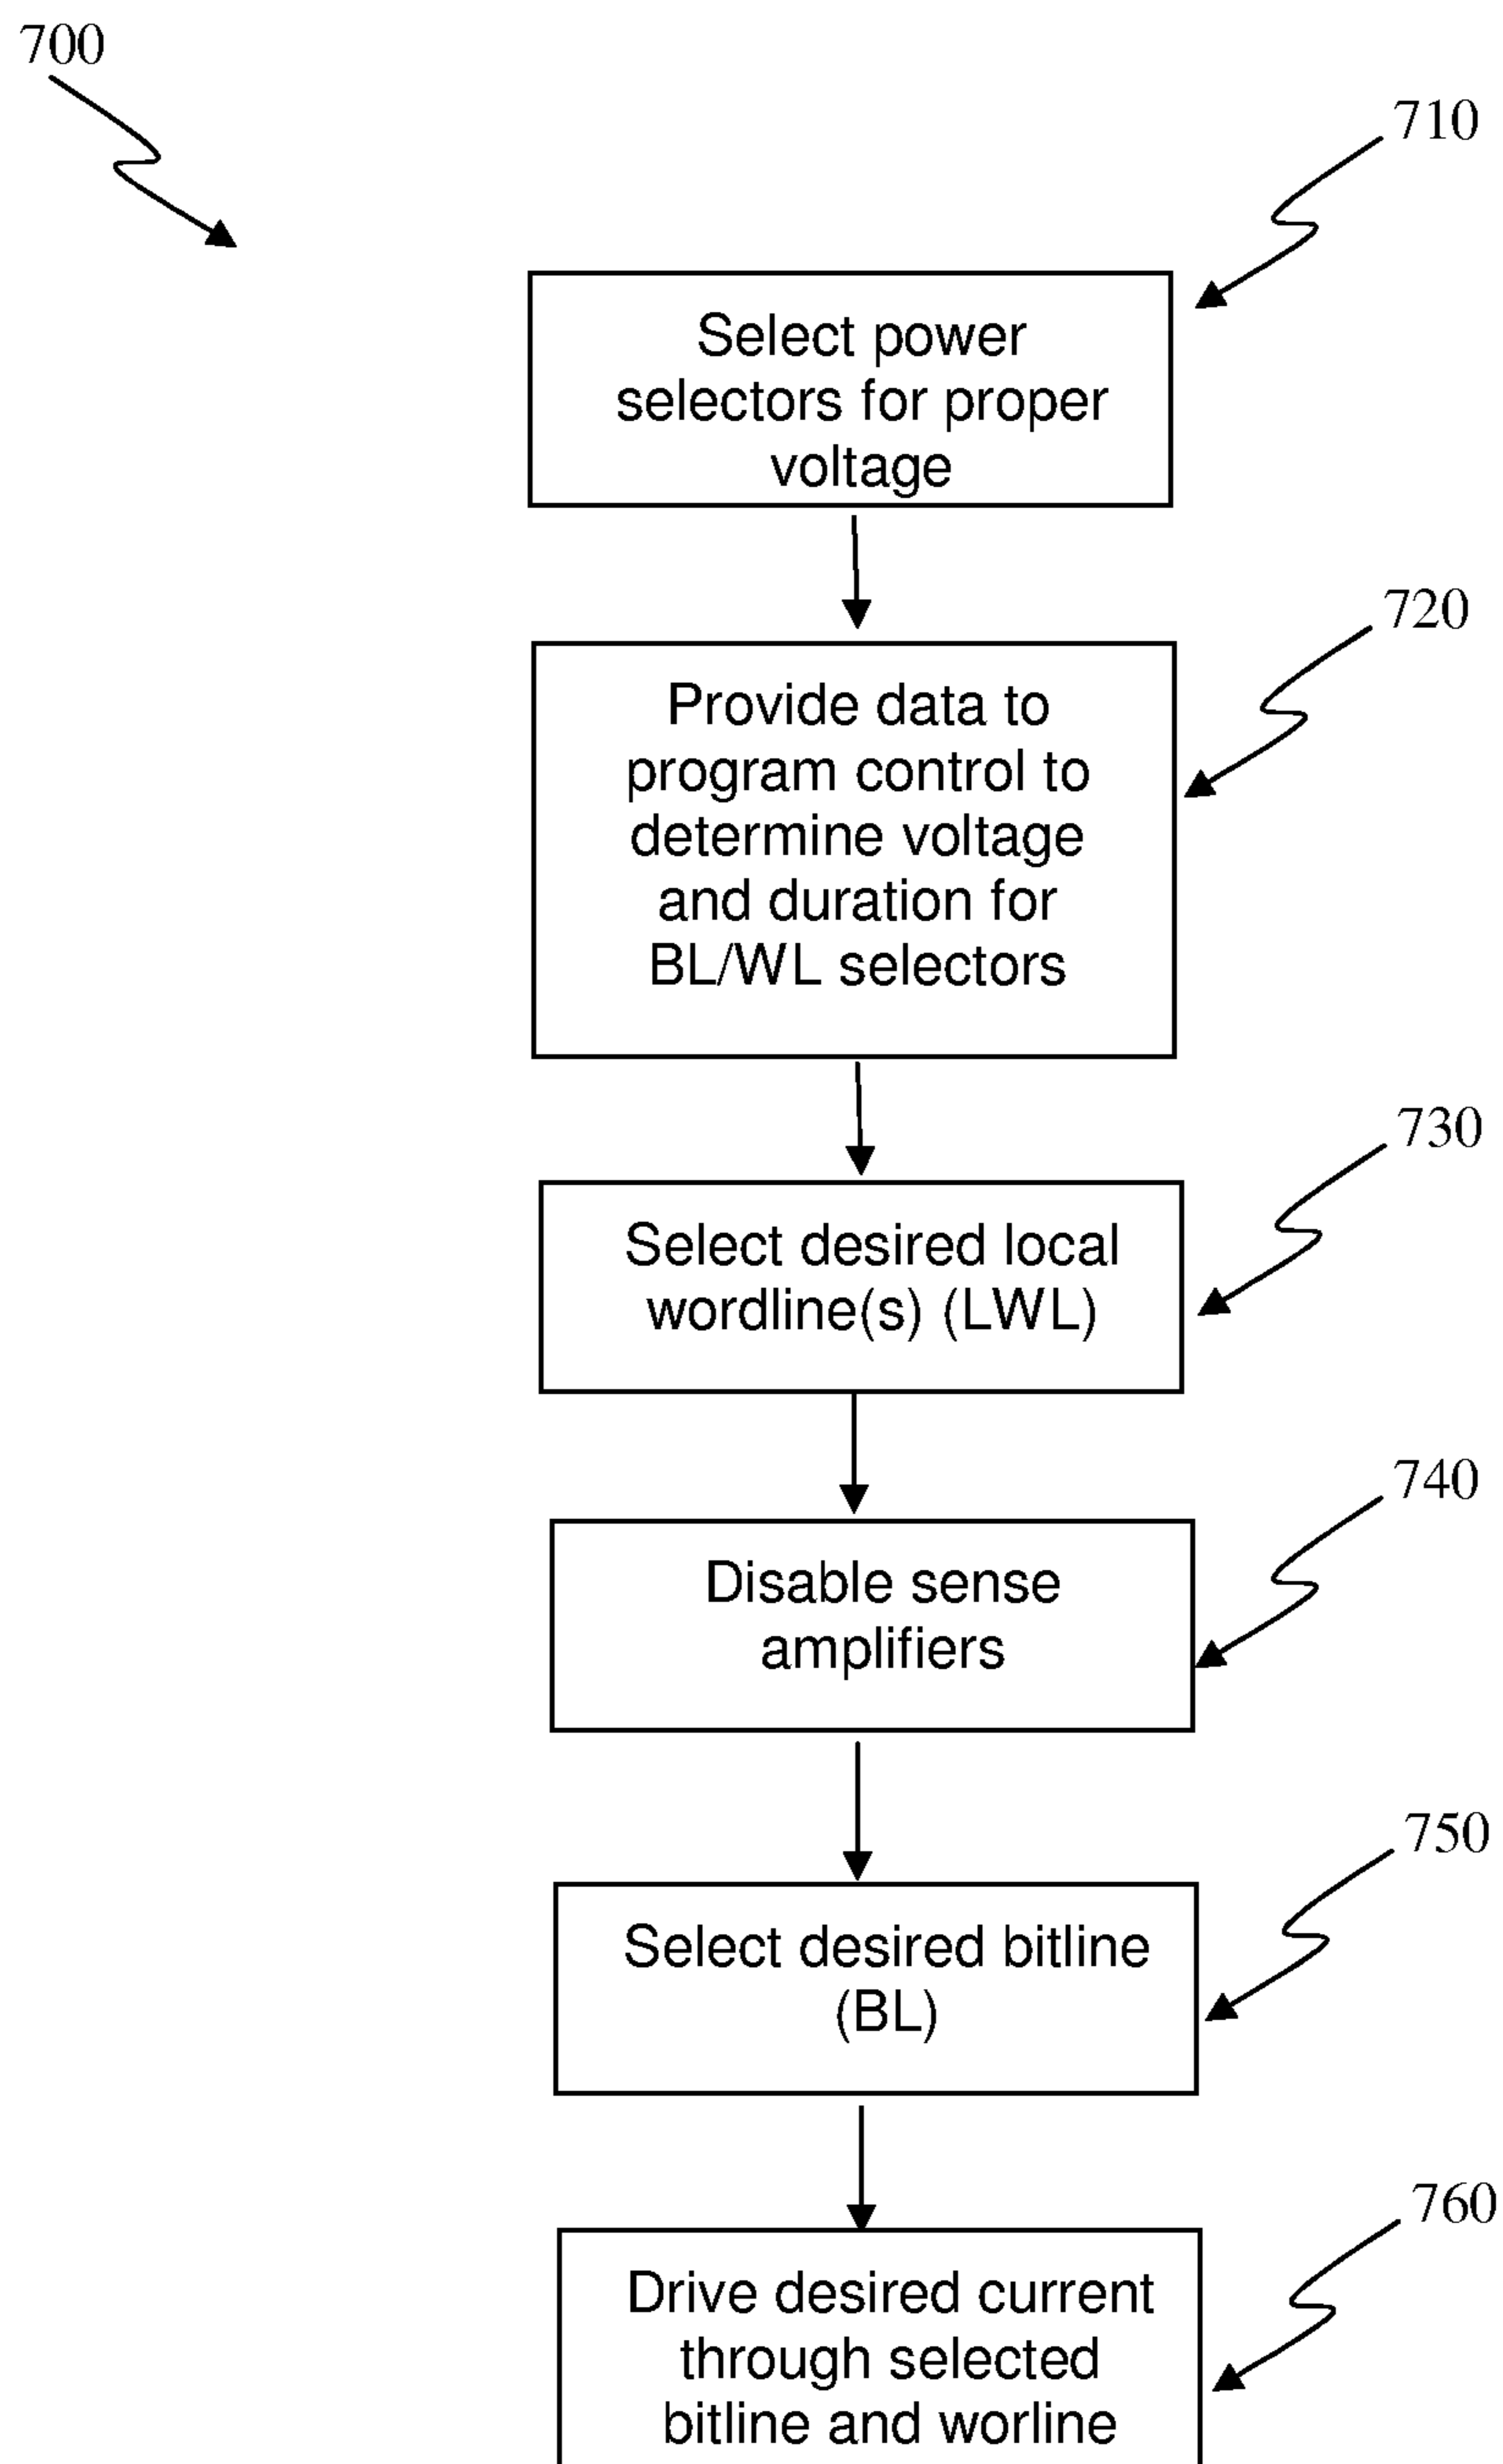 700
710
Select power
selectors for proper
voltage
720
Provide data to
program control to
determine voltage
and duration for
BL/WL selectors
730
Select desired local
wordline(s) (LWL)
740
Disable sense
amplifiers
750
Select desired bitline
(BL)
760
Drive desired current
through selected
bitline and worline